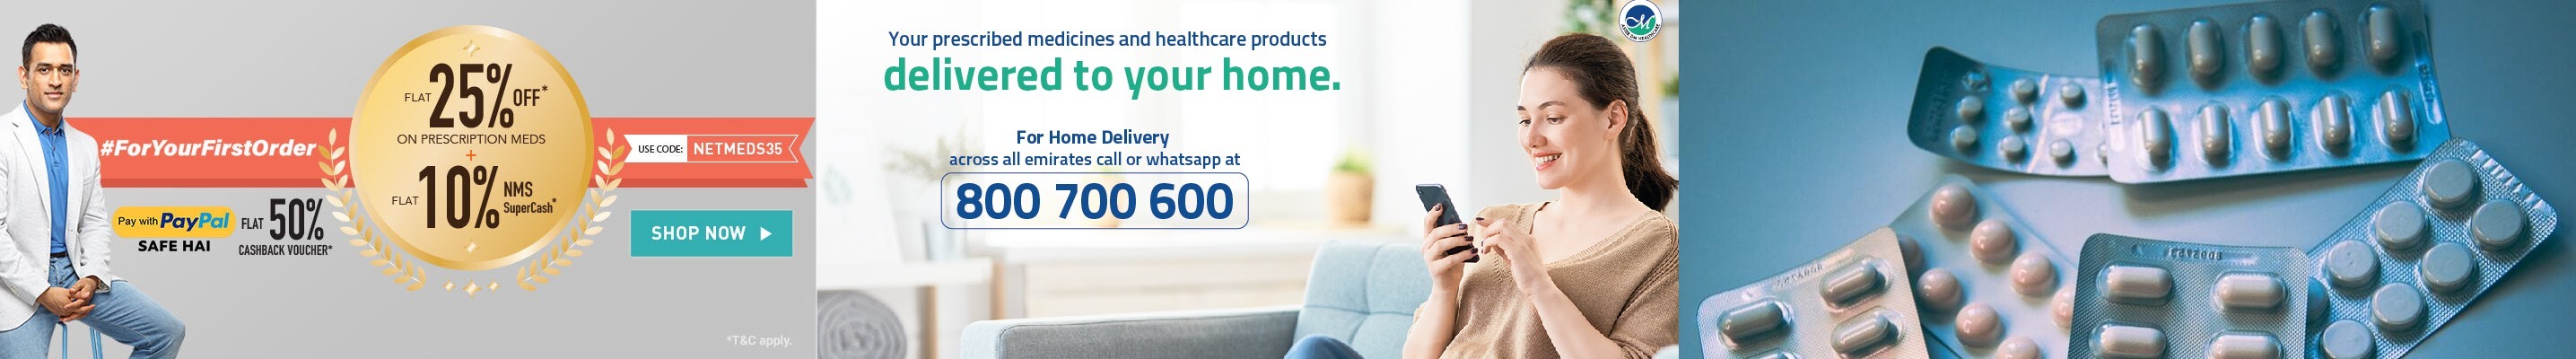 #ForYourFirstOrder
FLAT 25% OFF*
ON PRESCRIPTION MEDS
+
FLAT 10% NMS SuperCash*
USE CODE: NETMEDS35
Pay with PayPal
SAFE HAI
FLAT 50%
CASHBACK VOUCHER*
SHOP NOW
*T&C apply.
Your prescribed medicines and healthcare products
delivered to your home.
For Home Delivery
across all emirates call or whatsapp at
800 700 600
M